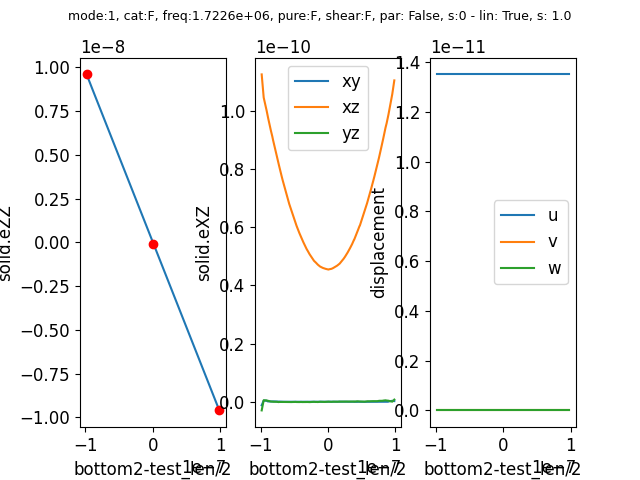 mode:1, cat:F, freq:1.7226e+06, pure:F, shear:F, par: False, s:0 - lin: True, s: 1.0
1e−8
1.00
0.75
0.50
0.25
0.00
−0.25
−0.50
−0.75
−1.00
solid.eZZ
−1
0
1
1e−7
bottom2-test_len/2
1e−10
1.0
0.8
0.6
0.4
0.2
0.0
solid.eXZ
xy
xz
yz
−1
0
1
1e−7
bottom2-test_len/2
1e−11
1.4
1.2
1.0
0.8
0.6
0.4
0.2
0.0
displacement
u
v
w
−1
0
1
1e−7
bottom2-test_len/2